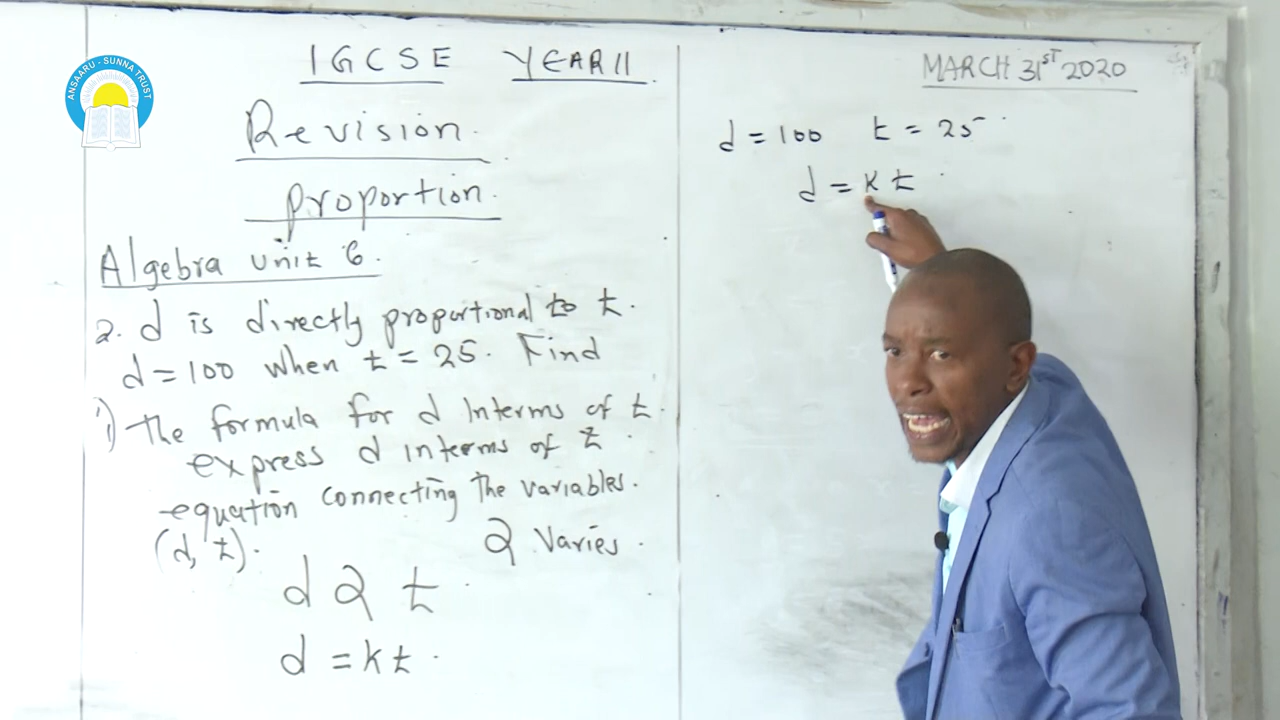 ANSAARU - SUNNA TRUST
IGCSE YEAR 11
Revision.
proportion.
Algebra unit 6.
2. d is directly proportional to t.
d = 100 when t = 25. Find
i) the formula for d interms of t.
express d interms of t.
equation connecting the variables.
(d, t).
α Varies.
d α t.
d = kt.
MARCH 31ST 2020
d = 100 t = 25.
d = kt.